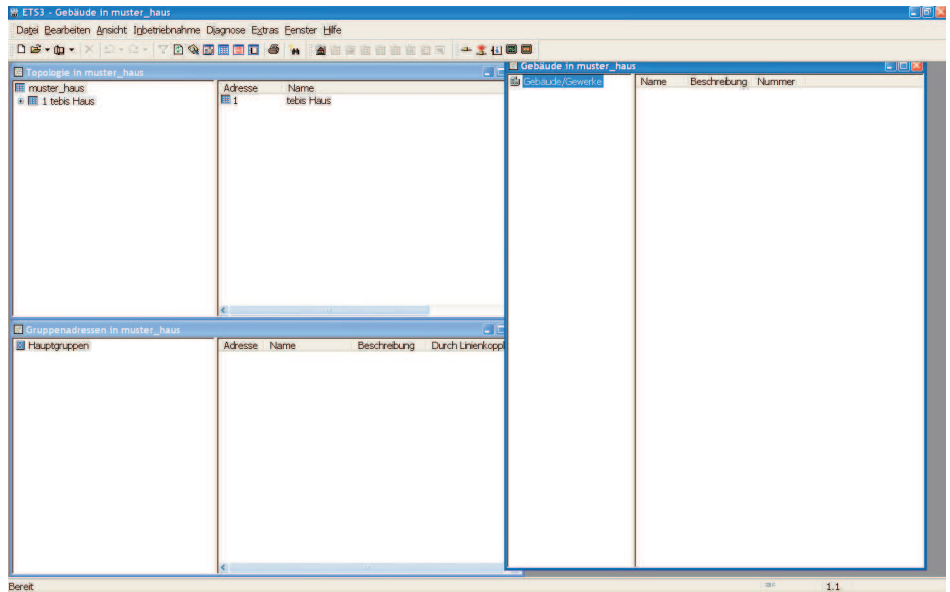 ETS3 - Gebäude in muster_haus
Datei Bearbeiten Ansicht Inbetriebnahme Diagnose Extras Fenster Hilfe
Topologie in muster_haus
muster_haus
1 tebis Haus
Adresse Name
1 tebis Haus
Gruppenadressen in muster_haus
Hauptgruppen
Adresse Name Beschreibung Durch Linienkoppl
Gebäude in muster_haus
Gebäude/Gewerke
Name Beschreibung Nummer
Bereit
1.1